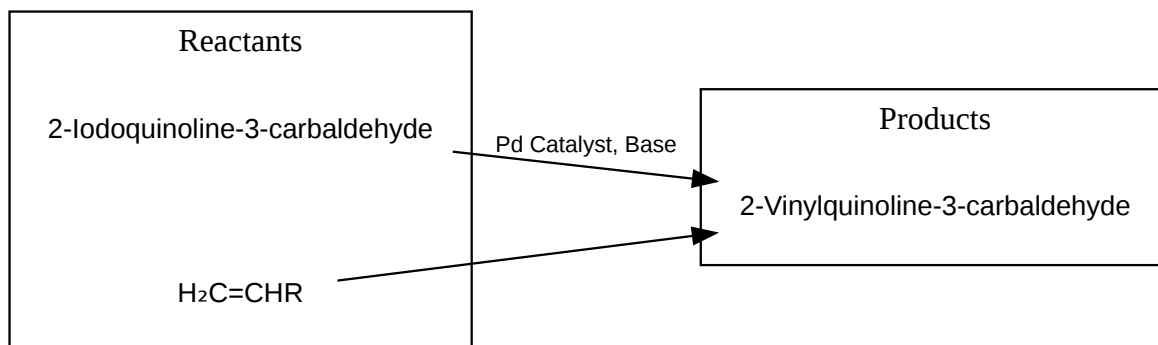 Reactants
2-Iodoquinoline-3-carbaldehyde
H₂C=CHR
Pd Catalyst, Base
Products
2-Vinylquinoline-3-carbaldehyde